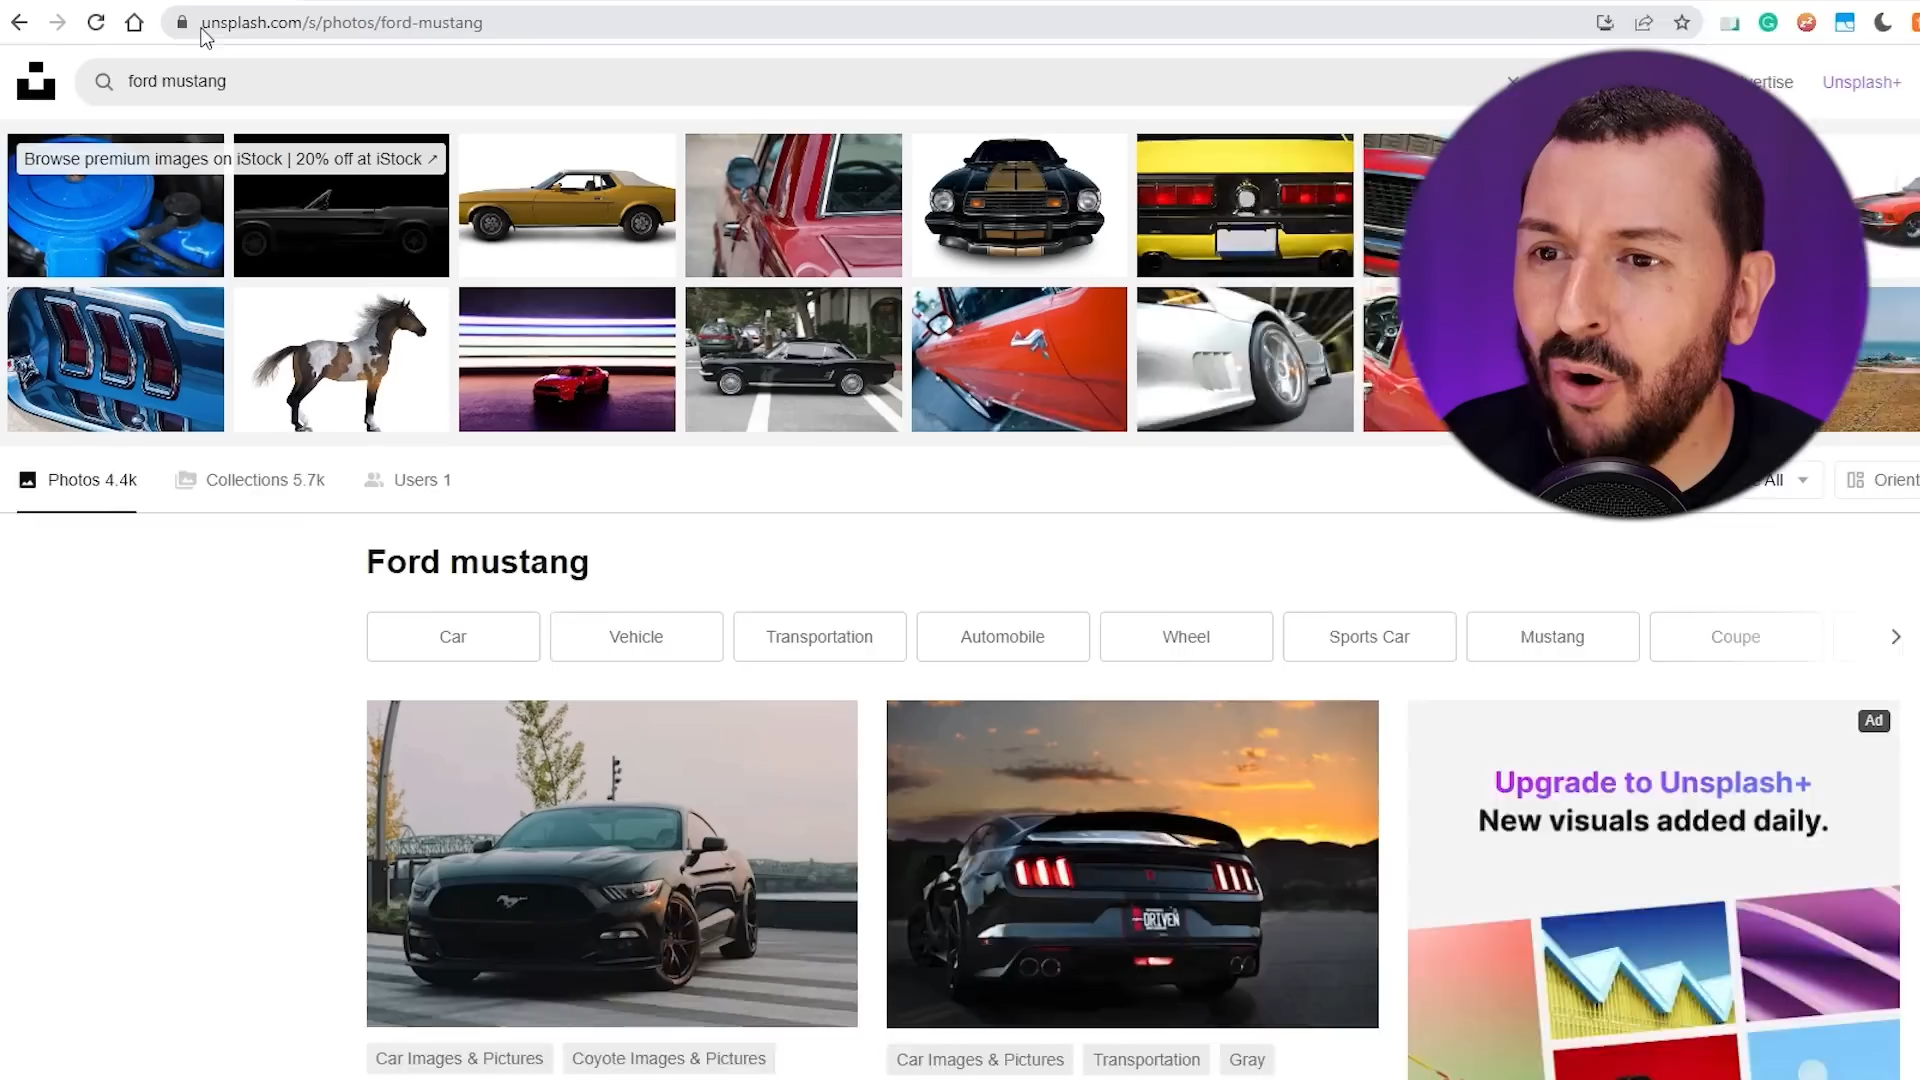 unsplash.com/s/photos/ford-mustang
ford mustang
Unsplash+
Browse premium images on iStock | 20% off at iStock ↗
Photos 4.4k
Collections 5.7k
Users 1
All
Ford mustang
Car
Vehicle
Transportation
Automobile
Wheel
Sports Car
Mustang
Coupe
Ad
Upgrade to Unsplash+
New visuals added daily.
DRIVEN
Car Images & Pictures
Coyote Images & Pictures
Car Images & Pictures
Transportation
Gray